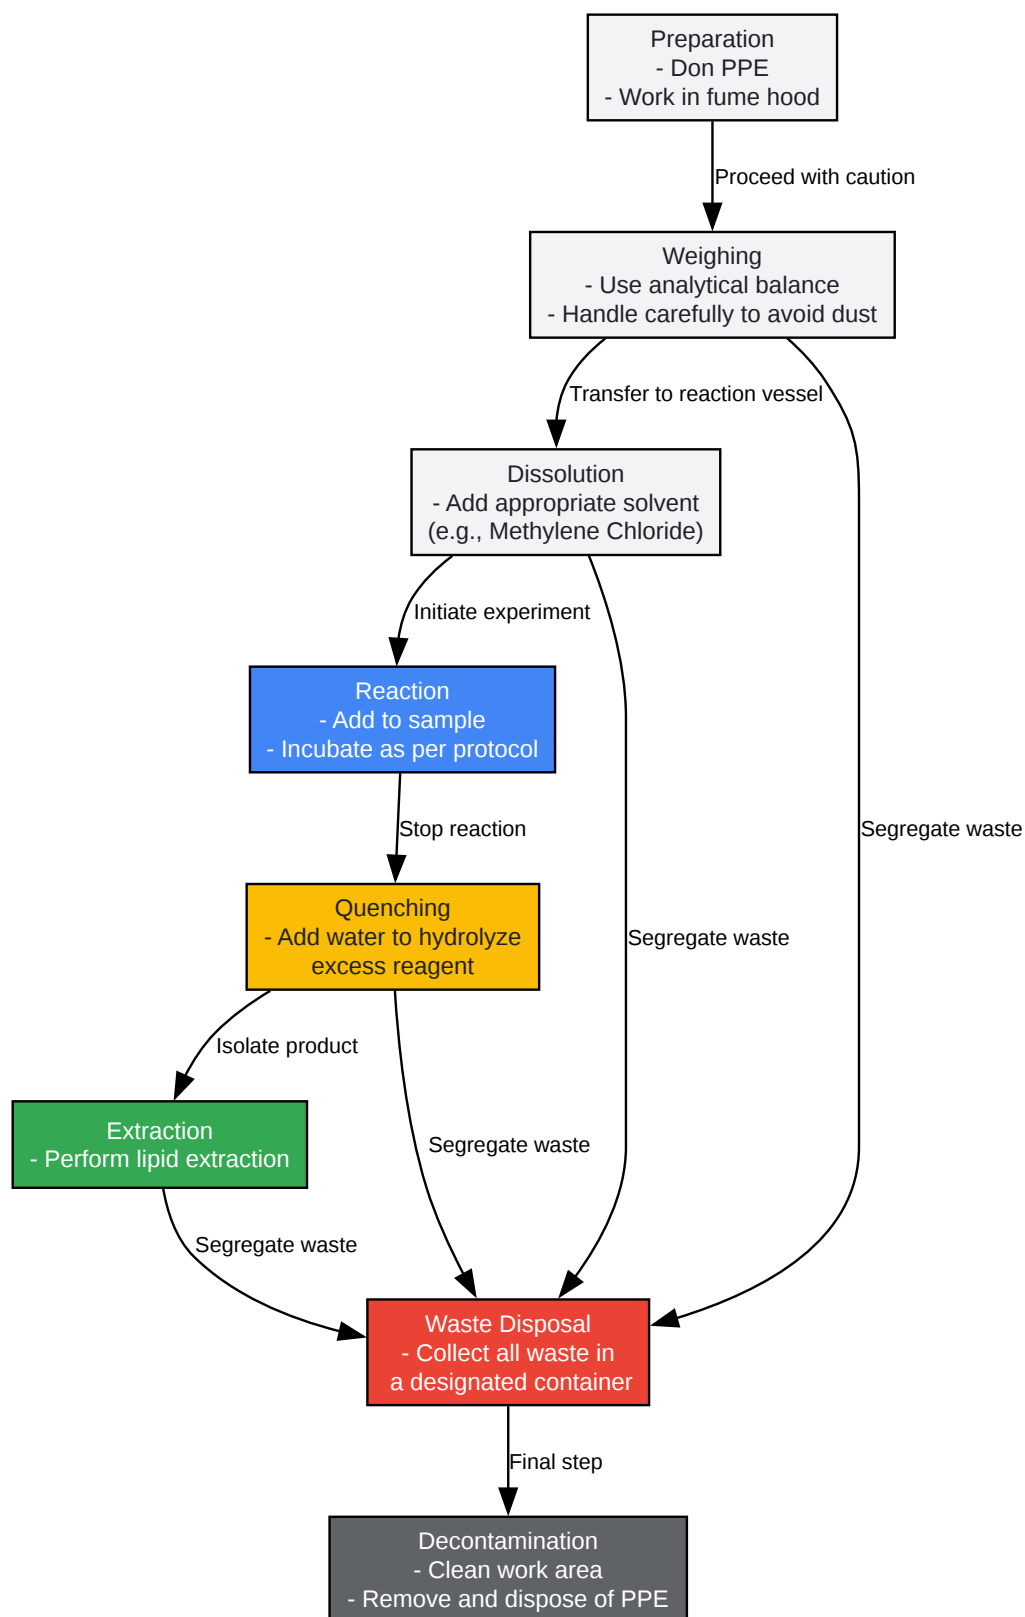 Preparation
- Don PPE
- Work in fume hood
Proceed with caution
Weighing
- Use analytical balance
- Handle carefully to avoid dust
Transfer to reaction vessel
Dissolution
- Add appropriate solvent
(e.g., Methylene Chloride)
Initiate experiment
Reaction
- Add to sample
- Incubate as per protocol
Stop reaction
Segregate waste
Quenching
- Add water to hydrolyze
excess reagent
Segregate waste
Isolate product
Extraction
- Perform lipid extraction
Segregate waste
Segregate waste
Waste Disposal
- Collect all waste in
a designated container
Final step
Decontamination
- Clean work area
- Remove and dispose of PPE